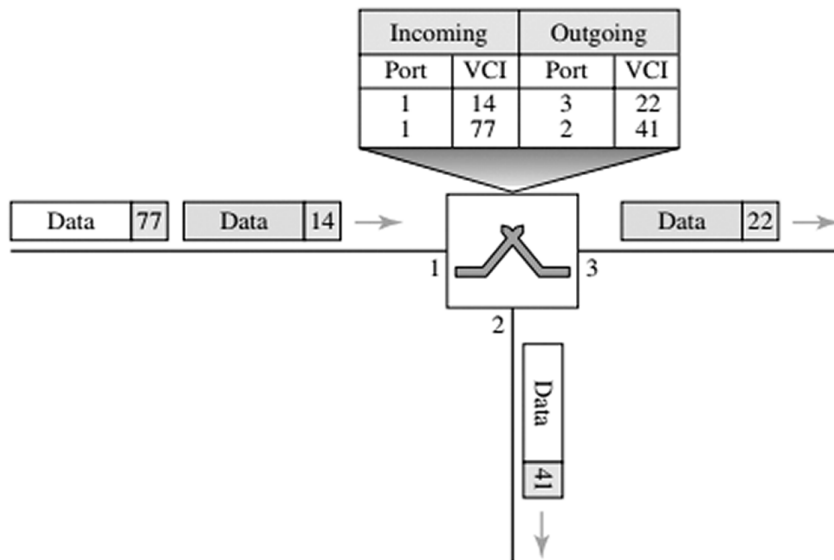 Incoming Outgoing
Port VCI Port VCI
1 14 3 22
1 77 2 41
Data 77 Data 14 Data 22
1 3
2
Data 41